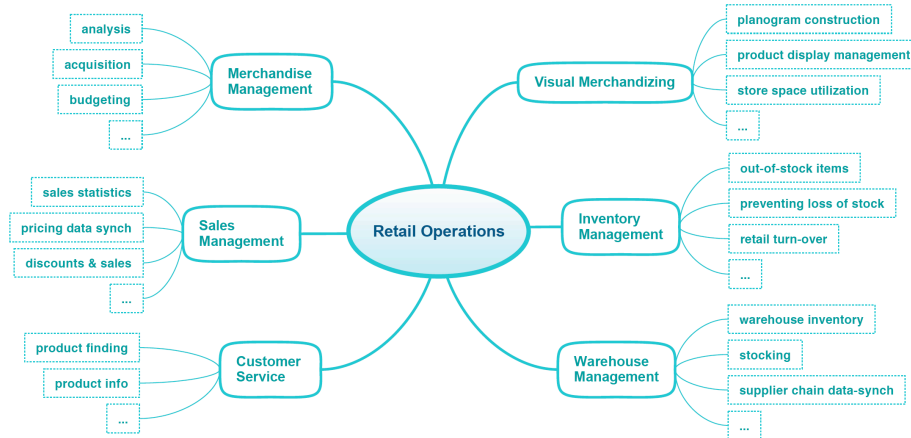 Retail Operations
Merchandise
Management
analysis
acquisition
budgeting
...
Sales
Management
sales statistics
pricing data synch
discounts & sales
...
Customer
Service
product finding
product info
...
Visual Merchandizing
planogram construction
product display management
store space utilization
...
Inventory
Management
out-of-stock items
preventing loss of stock
retail turn-over
...
Warehouse
Management
warehouse inventory
stocking
supplier chain data-synch
...